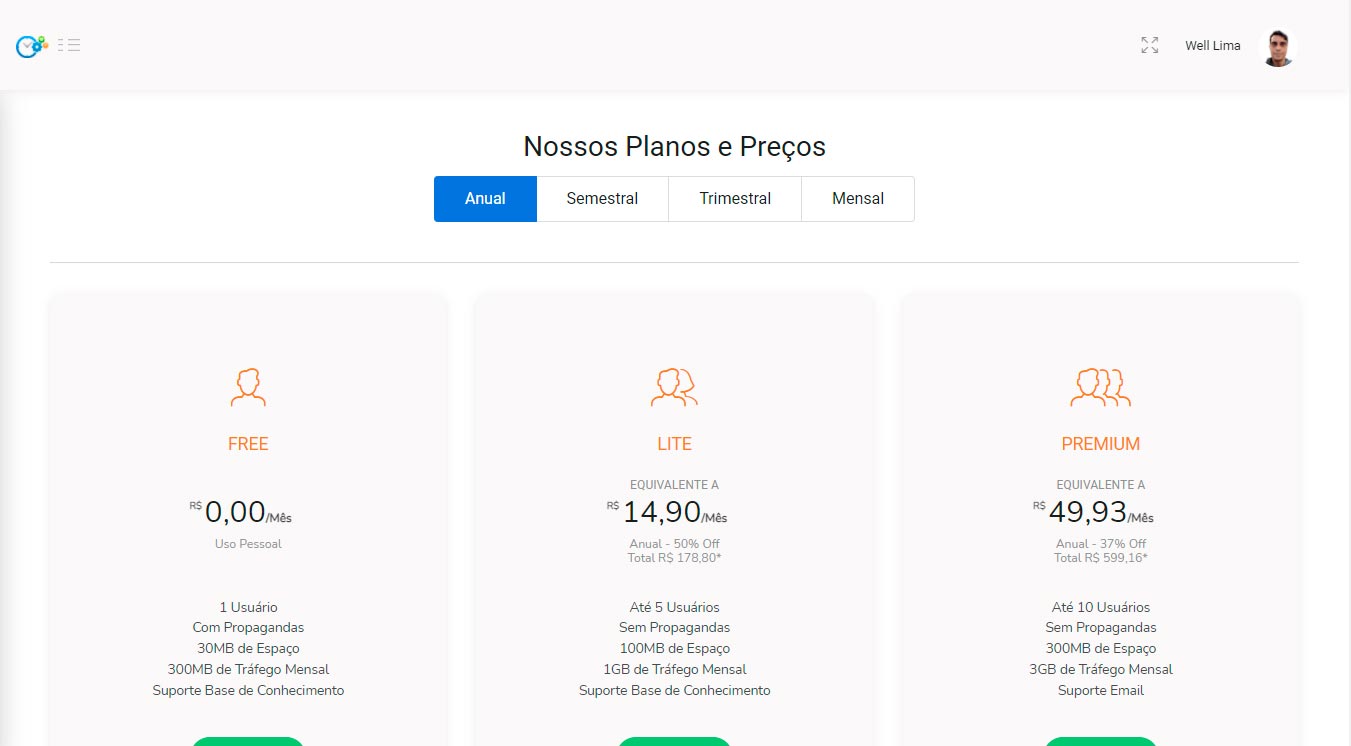 Well Lima
Nossos Planos e Preços
Anual
Semestral
Trimestral
Mensal
FREE
R$ 0,00/Mês
Uso Pessoal
1 Usuário
Com Propagandas
30MB de Espaço
300MB de Tráfego Mensal
Suporte Base de Conhecimento
LITE
EQUIVALENTE A
R$ 14,90/Mês
Anual - 50% Off
Total R$ 178,80*
Até 5 Usuários
Sem Propagandas
100MB de Espaço
1GB de Tráfego Mensal
Suporte Base de Conhecimento
PREMIUM
EQUIVALENTE A
R$ 49,93/Mês
Anual - 37% Off
Total R$ 599,16*
Até 10 Usuários
Sem Propagandas
300MB de Espaço
3GB de Tráfego Mensal
Suporte Email